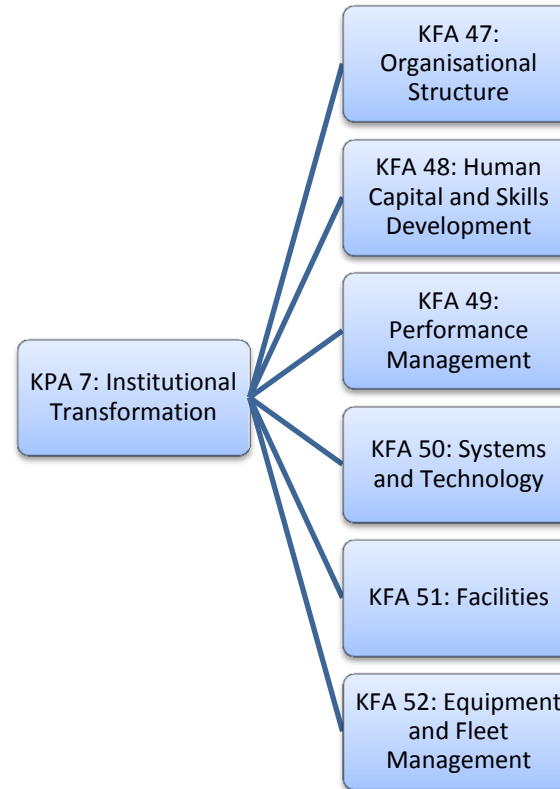 KFA 47:
Organisational
Structure
KFA 48: Human
Capital and Skills
Development
KFA 49:
Performance
Management
KPA 7: Institutional
Transformation
KFA 50: Systems
and Technology
KFA 51: Facilities
KFA 52: Equipment
and Fleet
Management